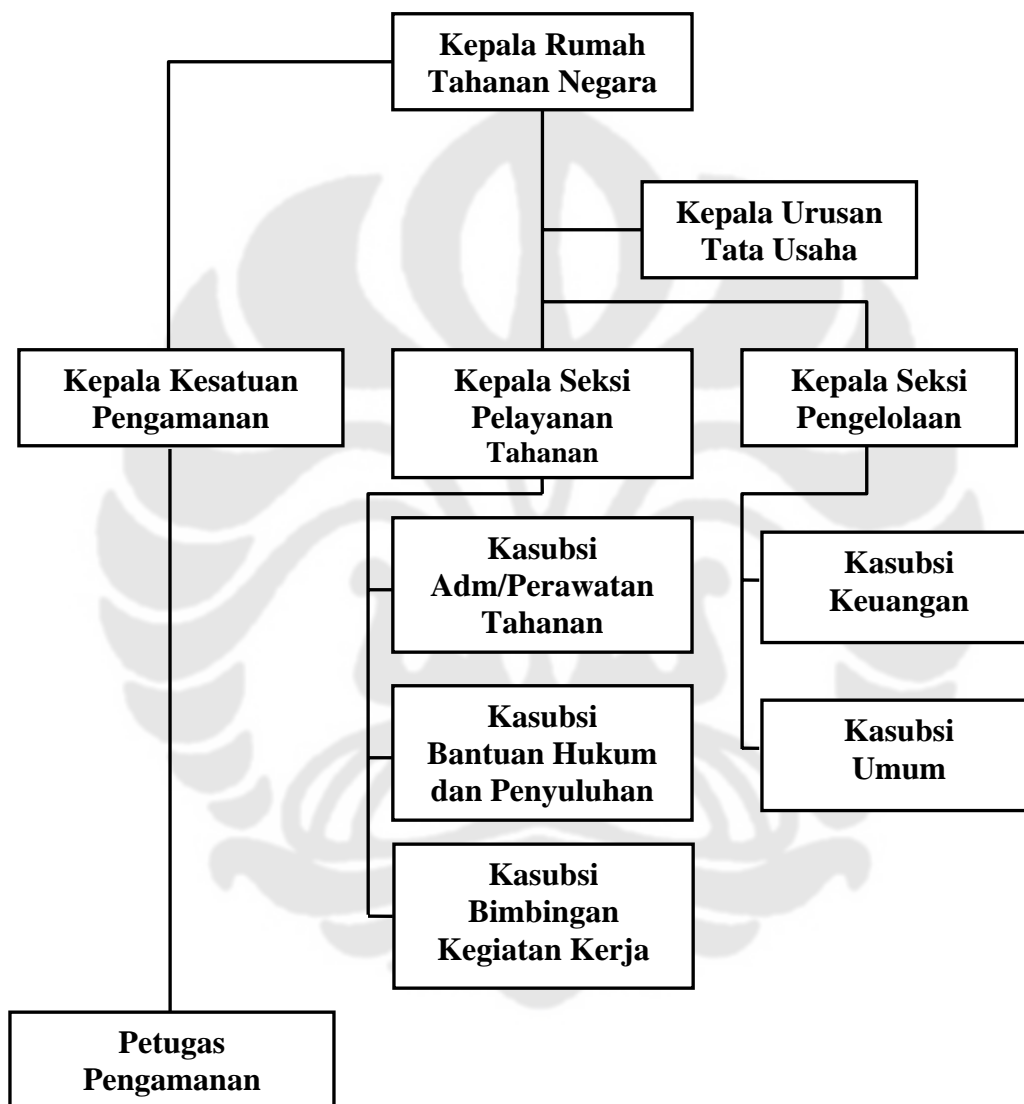 Kepala Rumah
Tahanan Negara
Kepala Urusan
Tata Usaha
Kepala Kesatuan
Pengamanan
Kepala Seksi
Pelayanan
Tahanan
Kepala Seksi
Pengelolaan
Kasubsi
Adm/Perawatan
Tahanan
Kasubsi
Keuangan
Kasubsi
Bantuan Hukum
dan Penyuluhan
Kasubsi
Umum
Kasubsi
Bimbingan
Kegiatan Kerja
Petugas
Pengamanan